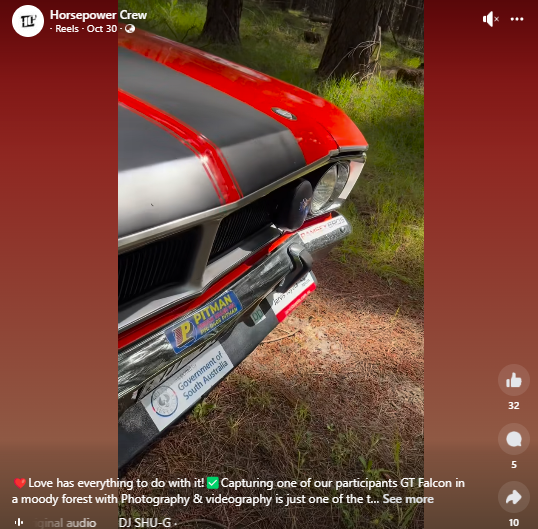 Horsepower Crew
· Reels · Oct 30 ·
PITMAN
Government of
South Australia
32
5
❤️Love has everything to do with it! ✅Capturing one of our participants GT Falcon in
a moody forest with Photography & videography is just one of the t... See more
10
ginal audio DJ SHU-G ·